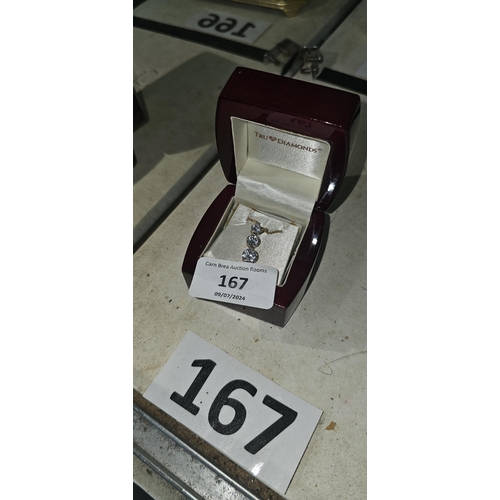 166
TRU DIAMONDS
Carn Brea Auction Rooms
167
09/07/2024
167